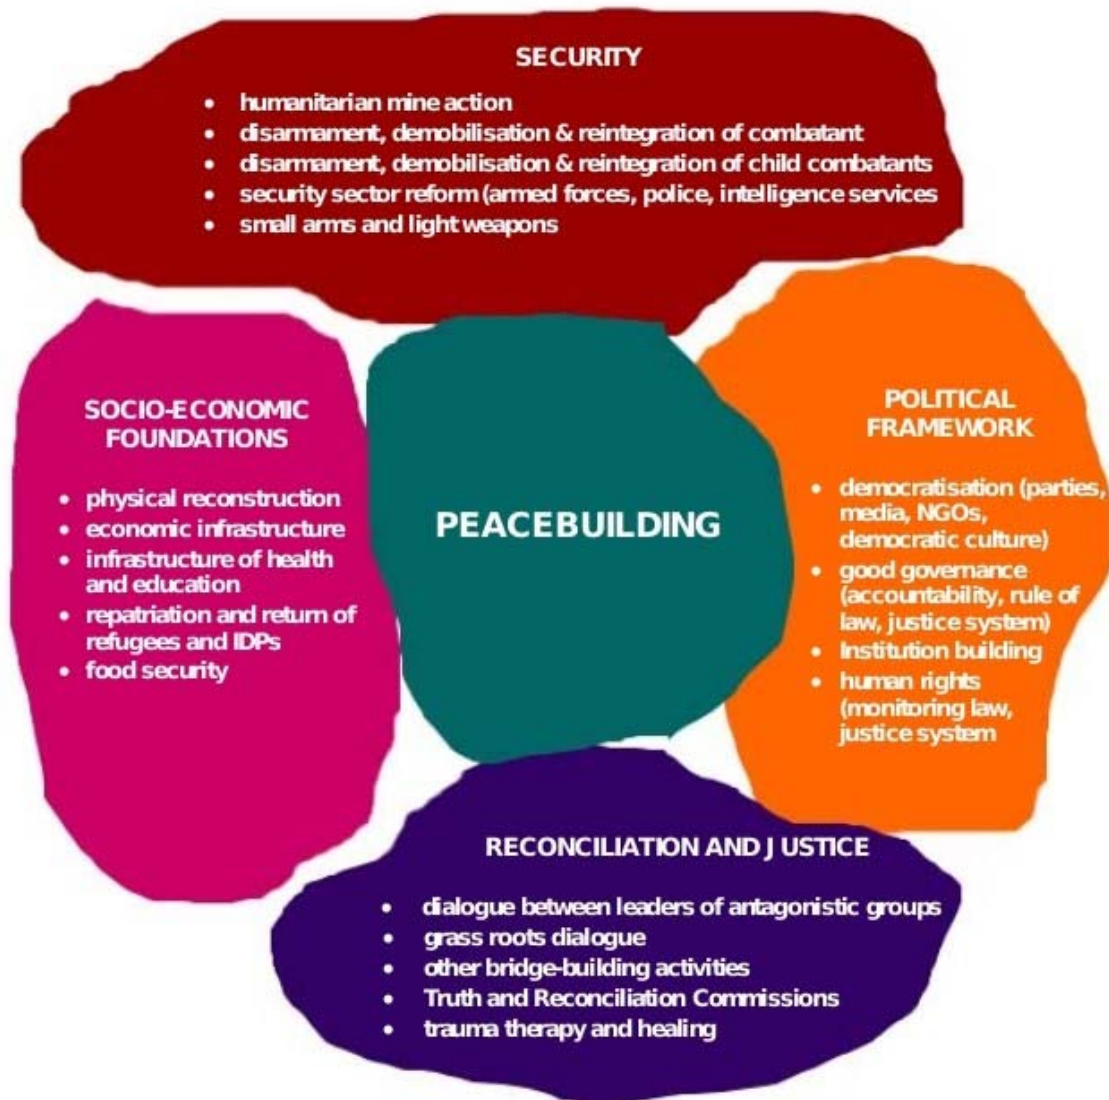 SECURITY
• humanitarian mine action
• disarmament, demobilisation & reintegration of combatant
• disarmament, demobilisation & reintegration of child combatants
• security sector reform (armed forces, police, intelligence services
• small arms and light weapons
SOCIO-ECONOMIC
FOUNDATIONS
• physical reconstruction
• economic infrastructure
• infrastructure of health
and education
• repatriation and return of
refugees and IDPs
• food security
PEACEBUILDING
POLITICAL
FRAMEWORK
• democratisation (parties,
media, NGOs,
democratic culture)
• good governance
(accountability, rule of
law, justice system)
• Institution building
• human rights
(monitoring law,
justice system
RECONCILIATION AND JUSTICE
• dialogue between leaders of antagonistic groups
• grass roots dialogue
• other bridge-building activities
• Truth and Reconciliation Commissions
• trauma therapy and healing